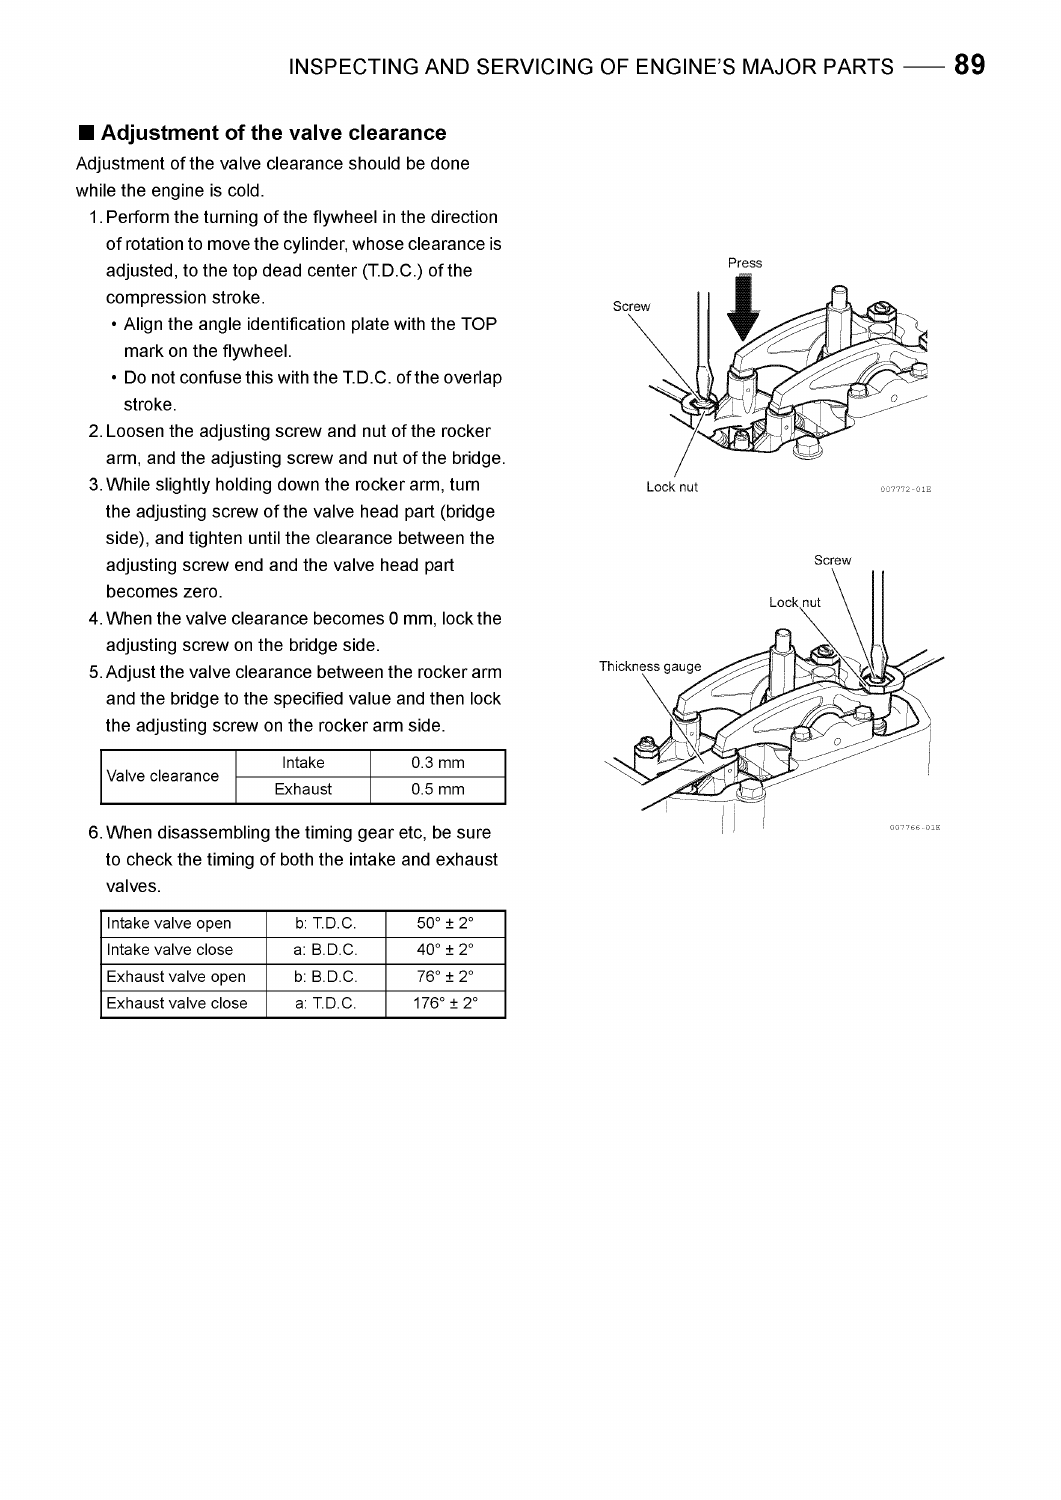 INSPECTING AND SERVICING OF ENGINE'S MAJOR PARTS — 89
■ Adjustment of the valve clearance
Adjustment of the valve clearance should be done
while the engine is cold.
1. Perform the turning of the flywheel in the direction
of rotation to move the cylinder, whose clearance is
adjusted, to the top dead center (T.D.C.) of the
compression stroke.
• Align the angle identification plate with the TOP
mark on the flywheel.
• Do not confuse this with the T.D.C. of the overlap
stroke.
2. Loosen the adjusting screw and nut of the rocker
arm, and the adjusting screw and nut of the bridge.
3. While slightly holding down the rocker arm, turn
the adjusting screw of the valve head part (bridge
side), and tighten until the clearance between the
adjusting screw end and the valve head part
becomes zero.
4. When the valve clearance becomes 0 mm, lock the
adjusting screw on the bridge side.
5. Adjust the valve clearance between the rocker arm
and the bridge to the specified value and then lock
the adjusting screw on the rocker arm side.
Valve clearance
Intake 0.3 mm
Exhaust 0.5 mm
6. When disassembling the timing gear etc, be sure
to check the timing of both the intake and exhaust
valves.
Intake valve open b: T.D.C. 50° ± 2°
Intake valve close a: B.D.C. 40° ± 2°
Exhaust valve open b: B.D.C. 76° ± 2°
Exhaust valve close a: T.D.C. 176° ± 2°
Press
Screw
Lock nut
007772-01E
Screw
Lock nut
Thickness gauge
007766-01E